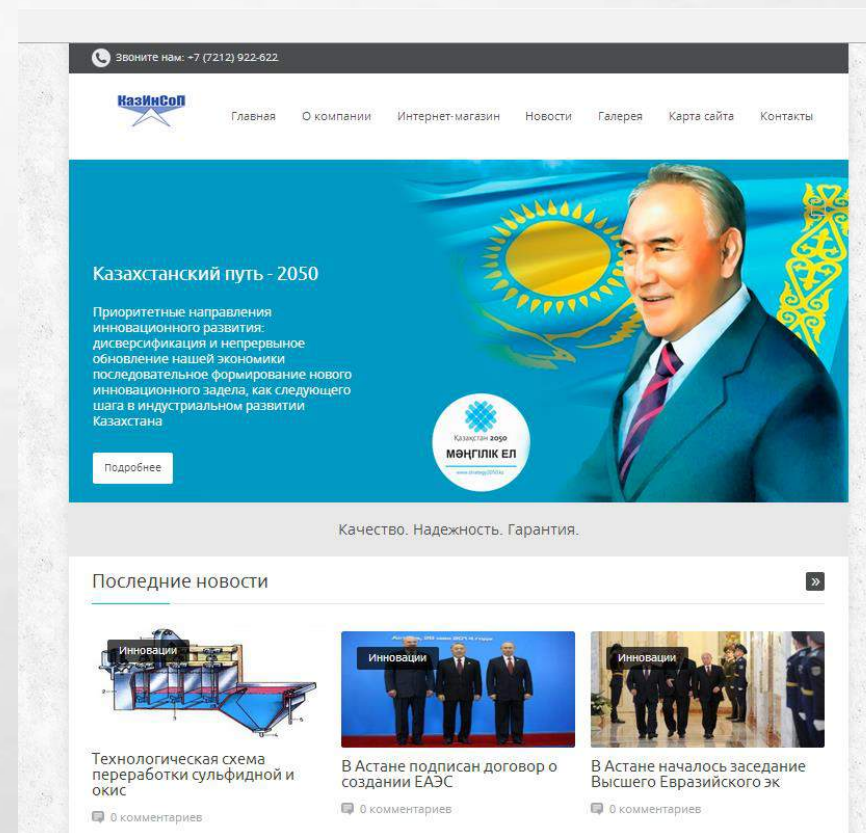 Звоните нам: +7 (7212) 922-622
КазИнСоП
Главная О компании Интернет-магазин Новости Галерея Карта сайта Контакты
Казахстанский путь - 2050
Приоритетные направления
инновационного развития:
дисверсификация и непрервыное
обновление нашей экономики
последовательное формирование нового
инновационного задела, как следующего
шага в индустриальном развитии
Казахстана
Подробнее
Қазақстан 2050
МӘҢГІЛІК ЕЛ
Качество. Надежность. Гарантия.
Последние новости
»
Инновации
Технологическая схема
переработки сульфидной и
окис
0 комментариев
Инновации
В Астане подписан договор о
создании ЕАЭС
0 комментариев
Инновации
В Астане началось заседание
Высшего Евразийского эк
0 комментариев